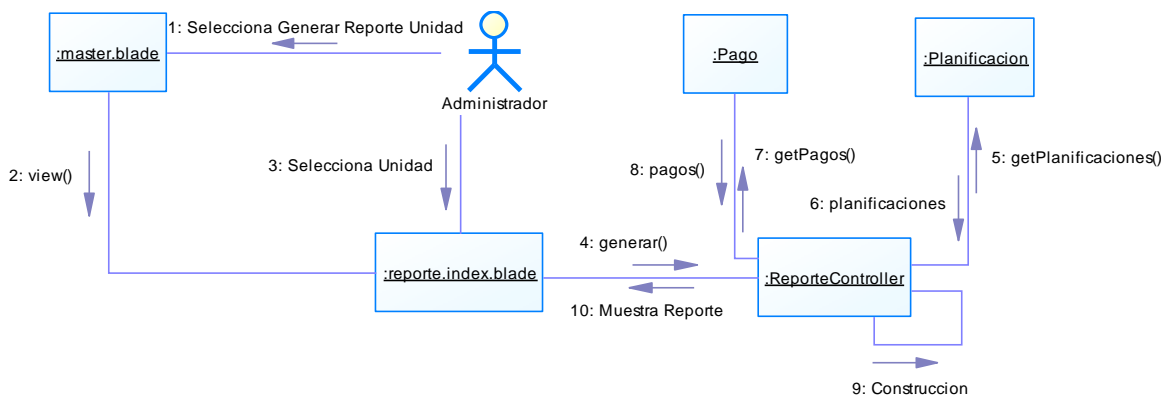 1: Selecciona Generar Reporte Unidad
:master.blade
:Pago
:Planificacion
Administrador
2: view()
3: Selecciona Unidad
8: pagos()
7: getPagos()
5: getPlanificaciones()
6: planificaciones
4: generar()
:reporte.index.blade
:ReporteController
10: Muestra Reporte
9: Construccion